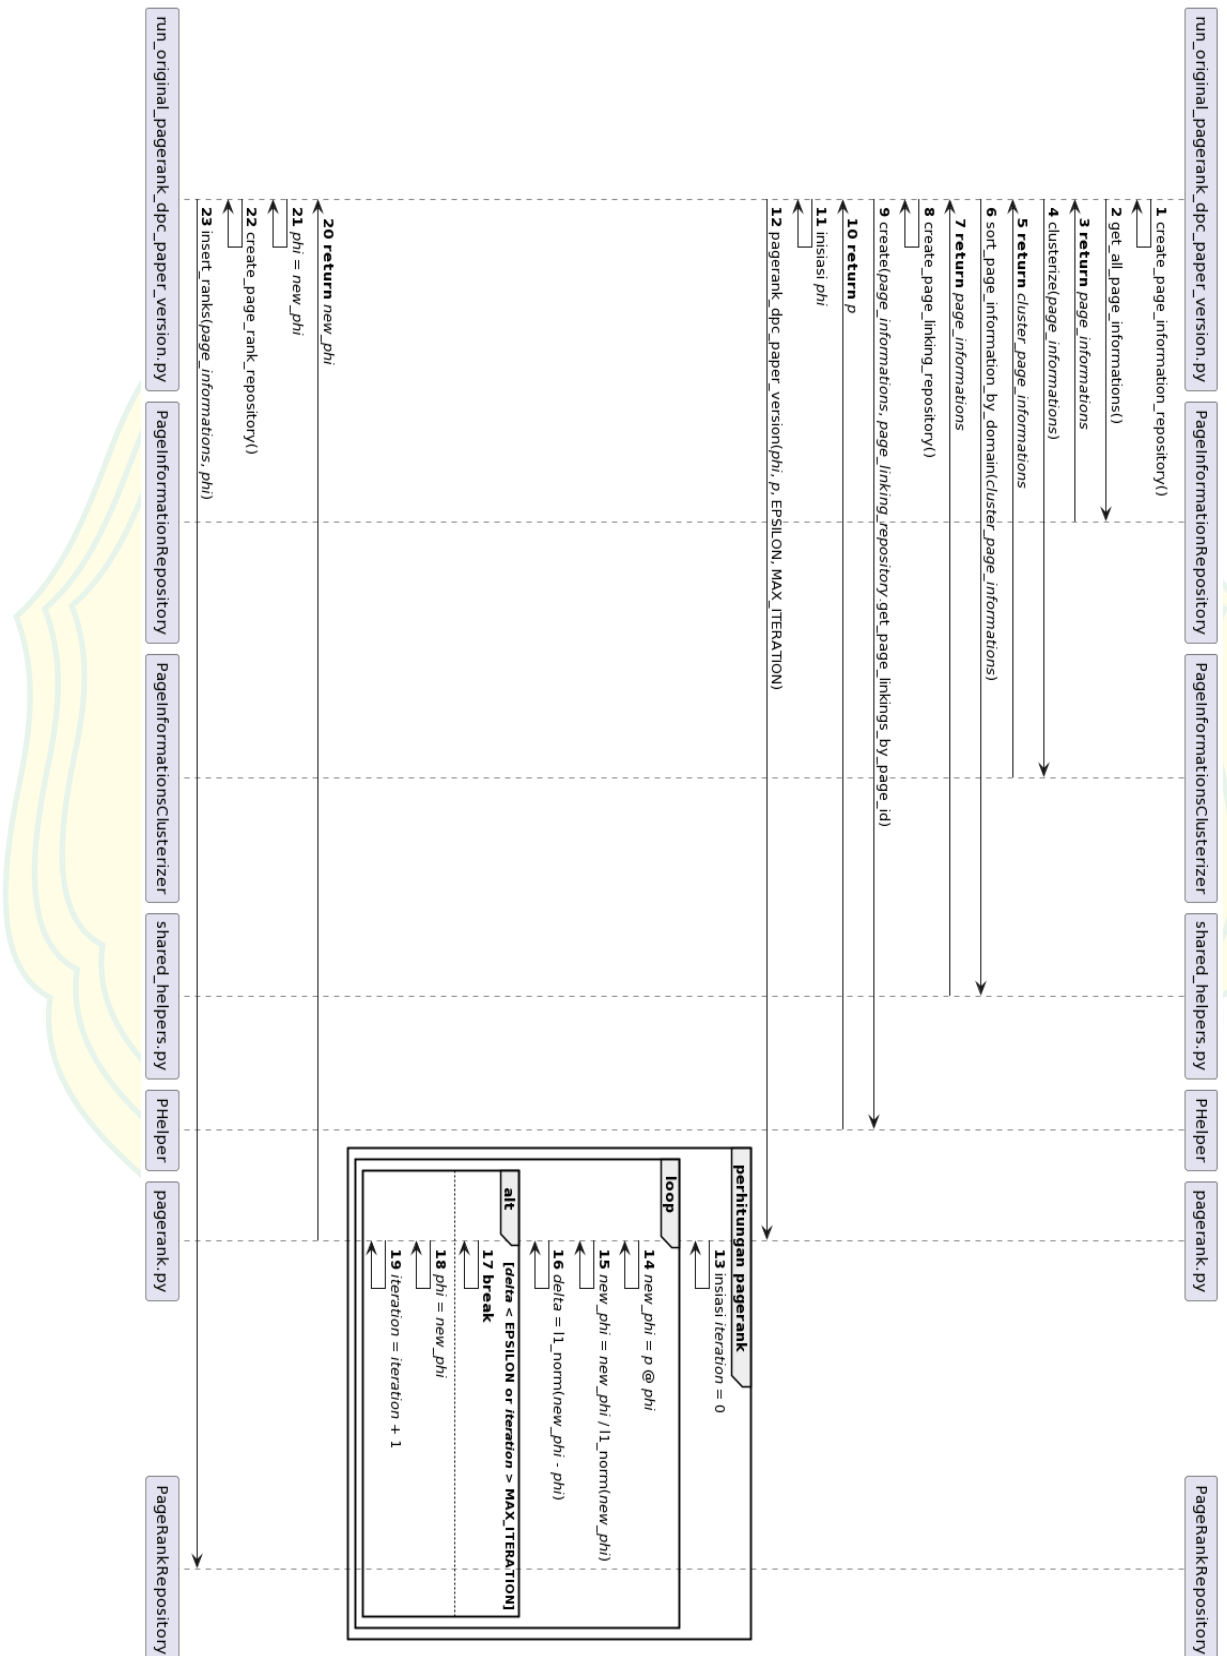 run_original_pagerank_dpc_paper_version.py
PageInformationRepository
PageInformationsClusterizer
shared_helpers.py
PHelper
pagerank.py
PageRankRepository
1 create_page_information_repository()
2 get_all_page_informations()
3 return page_informations
4 clusterize(page_informations)
5 return cluster_page_informations
6 sort_page_information_by_domain(cluster_page_informations)
7 return page_informations
8 create_page_linking_repository()
9 create(page_informations, page_linking_repository.get_page_linkings_by_page_id)
10 return p
11 inisiasi phi
12 pagerank_dpc_paper_version(phi, p, EPSILON, MAX_ITERATION)
perhitungan pagerank
13 insiasi iteration = 0
loop
14 new_phi = p @ phi
15 new_phi = new_phi / l1_norm(new_phi)
16 delta = l1_norm(new_phi - phi)
alt
[delta < EPSILON or iteration > MAX_ITERATION]
17 break
18 phi = new_phi
19 iteration = iteration + 1
20 return new_phi
21 phi = new_phi
22 create_page_rank_repository()
23 insert_ranks(page_informations, phi)
run_original_pagerank_dpc_paper_version.py
PageInformationRepository
PageInformationsClusterizer
shared_helpers.py
PHelper
pagerank.py
PageRankRepository